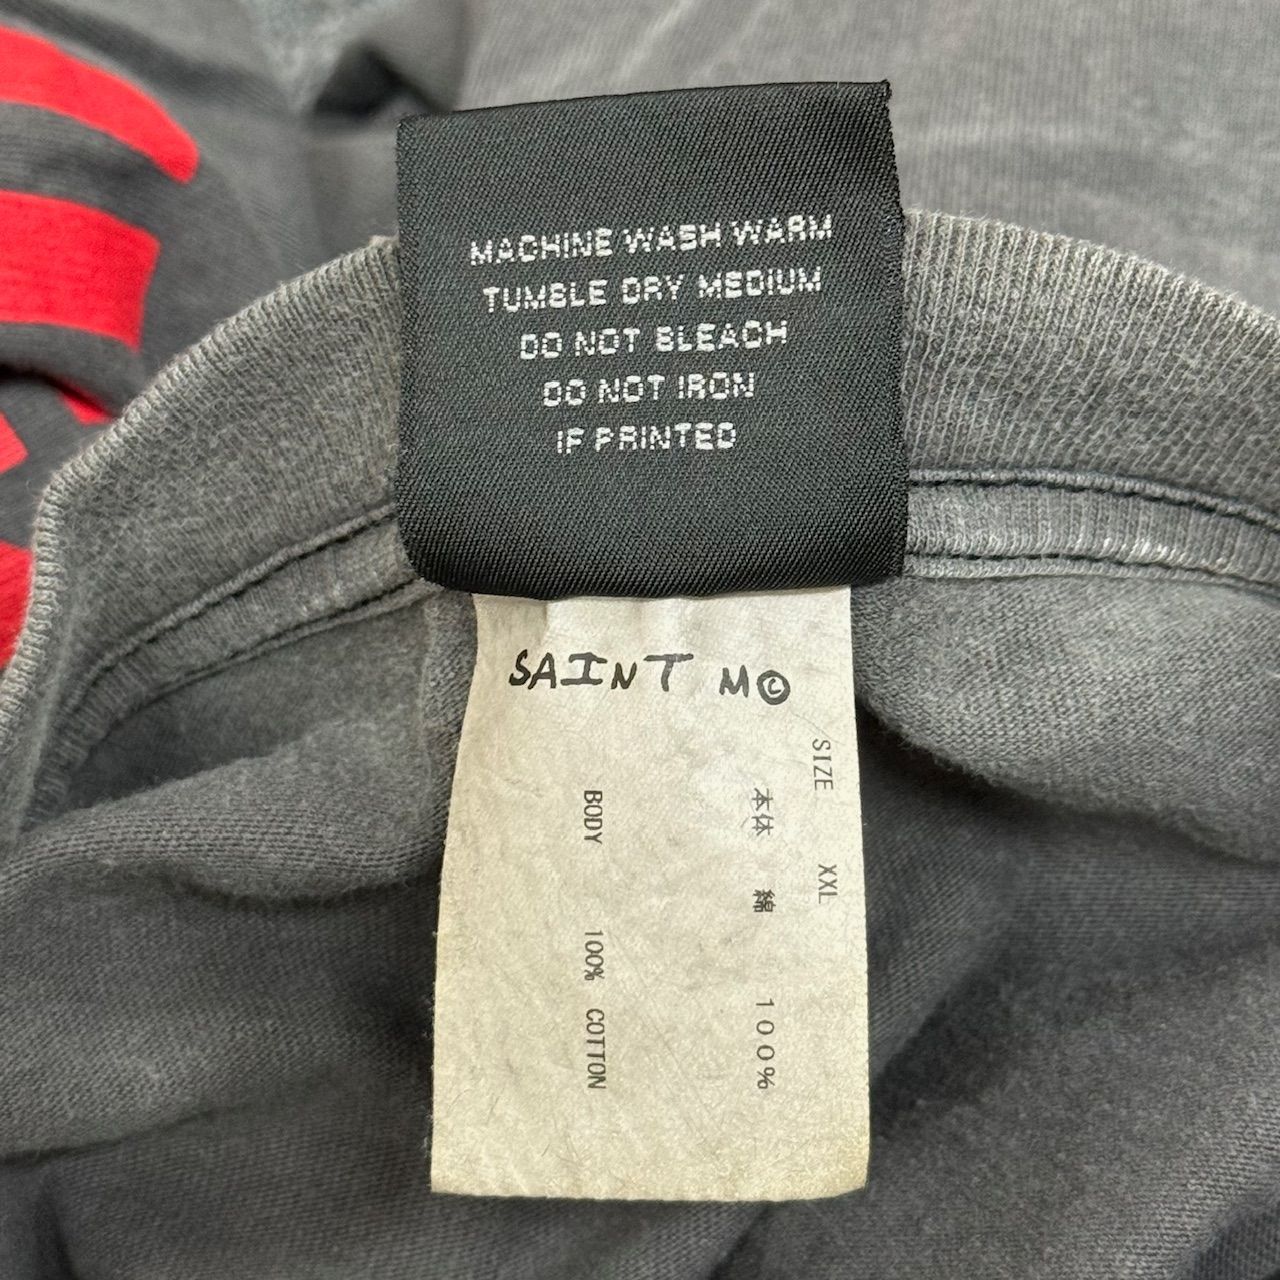 MACHINE WASH WARM
TUMBLE DRY MEDIUM
DO NOT BLEACH
DO NOT IRON
IF PRINTED
SAINT M©
SIZE XXL
本体 綿 100%
BODY 100% COTTON